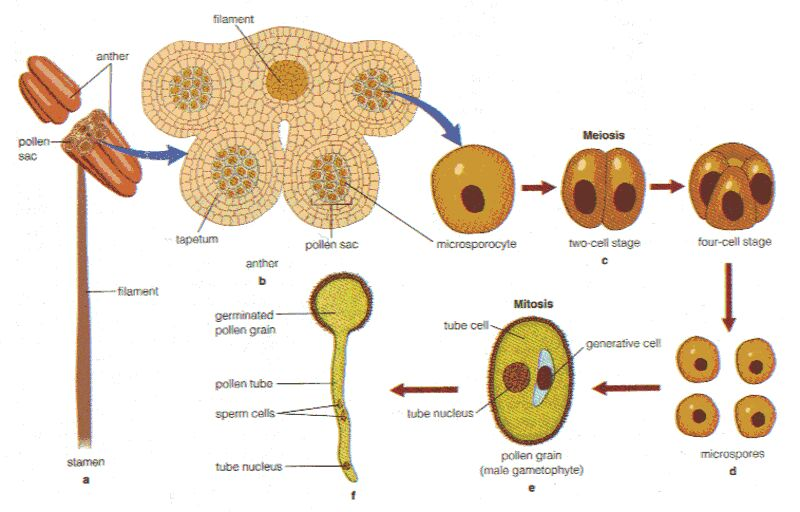 filament
anther
pollen
sac
filament
stamen
a
tapetum
pollen sac
microsporocyte
anther
b
Meiosis
two-cell stage
four-cell stage
c
microspores
d
Mitosis
tube cell
generative cell
tube nucleus
pollen grain
(male gametophyte)
e
germinated
pollen grain
pollen tube
sperm cells
tube nucleus
f